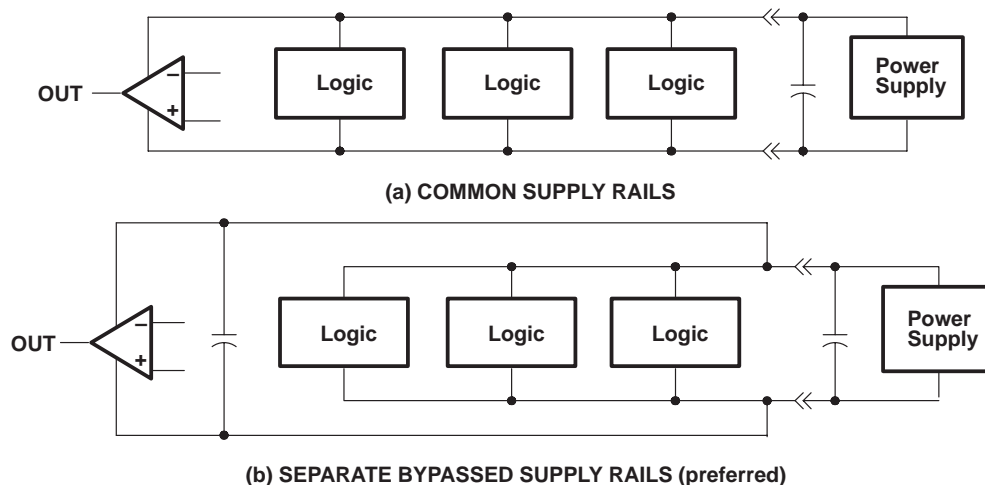 OUT
−
+
Logic
Logic
Logic
Power
Supply
(a) COMMON SUPPLY RAILS
OUT
−
+
Logic
Logic
Logic
Power
Supply
(b) SEPARATE BYPASSED SUPPLY RAILS (preferred)